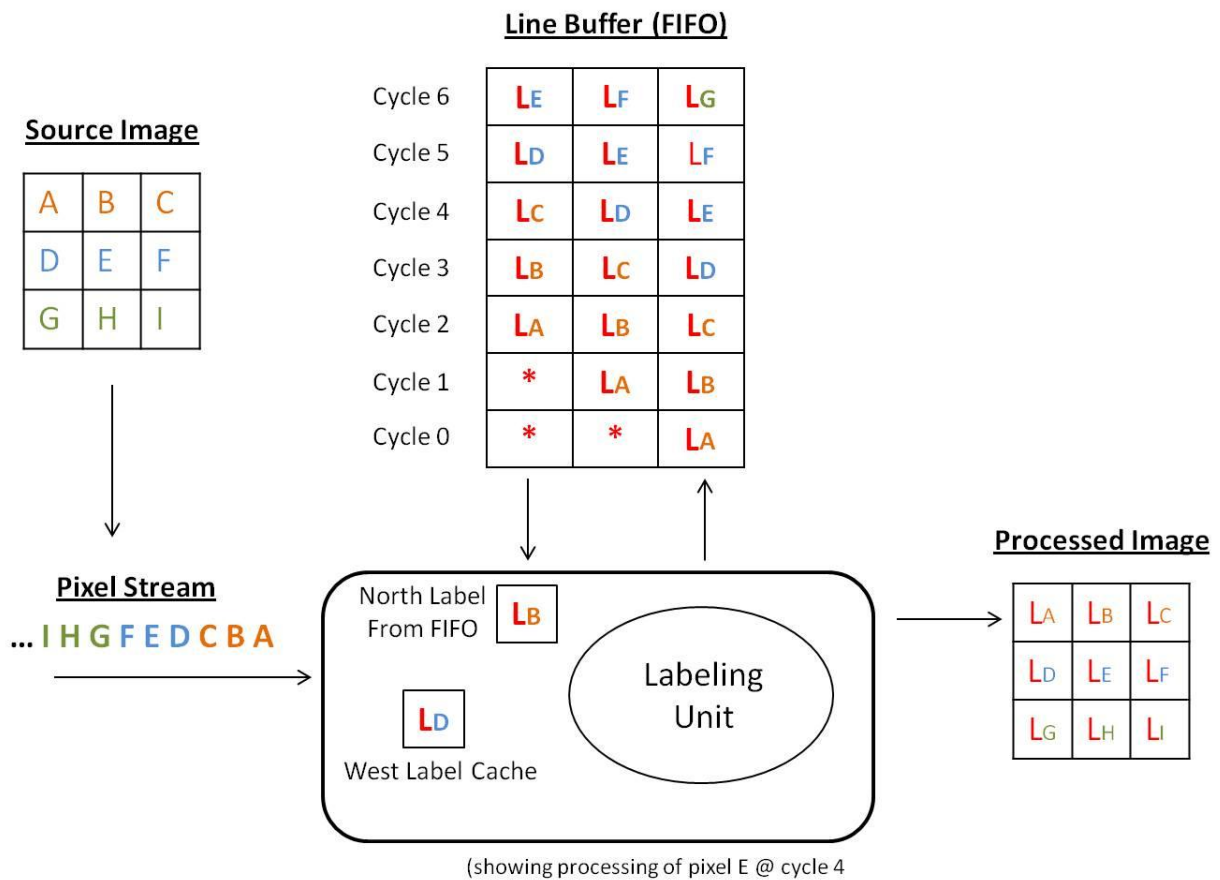 Line Buffer (FIFO)
Cycle 6 LE LF LG
Source Image
Cycle 5 LD LE LF
A B C
Cycle 4 LC LD LE
D E F
Cycle 3 LB LC LD
G H I
Cycle 2 LA LB LC
Cycle 1 * LA LB
Cycle 0 * * LA
Pixel Stream
... I H G F E D C B A
North Label
From FIFO
LB
LD
West Label Cache
Labeling
Unit
Processed Image
LA LB LC
LD LE LF
LG LH LI
(showing processing of pixel E @ cycle 4